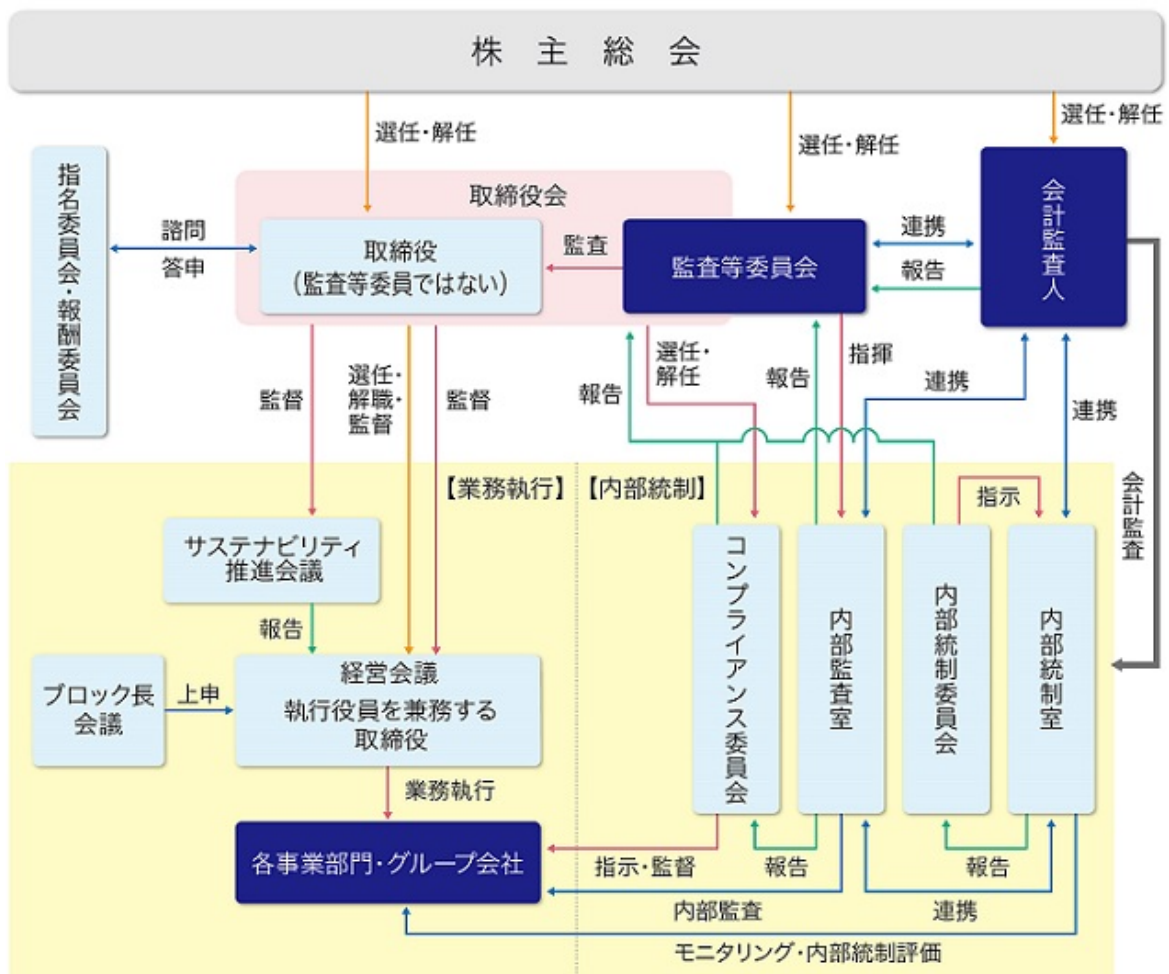 株主総会
選任・解任
選任・解任
選任・解任
指名委員会・報酬委員会
諮問
答申
取締役会
取締役
（監査等委員ではない）
監査
監査等委員会
連携
報告
会計監査人
監督
選任・
解職・
監督
監督
報告
選任・
解任
報告
指揮
連携
連携
会計監査
【業務執行】
【内部統制】
指示
サステナビリティ
推進会議
報告
ブロック長
会議
上申
経営会議
執行役員を兼務する
取締役
業務執行
各事業部門・グループ会社
コンプライアンス委員会
内部監査室
内部統制委員会
内部統制室
指示・監督
報告
報告
内部監査
連携
モニタリング・内部統制評価